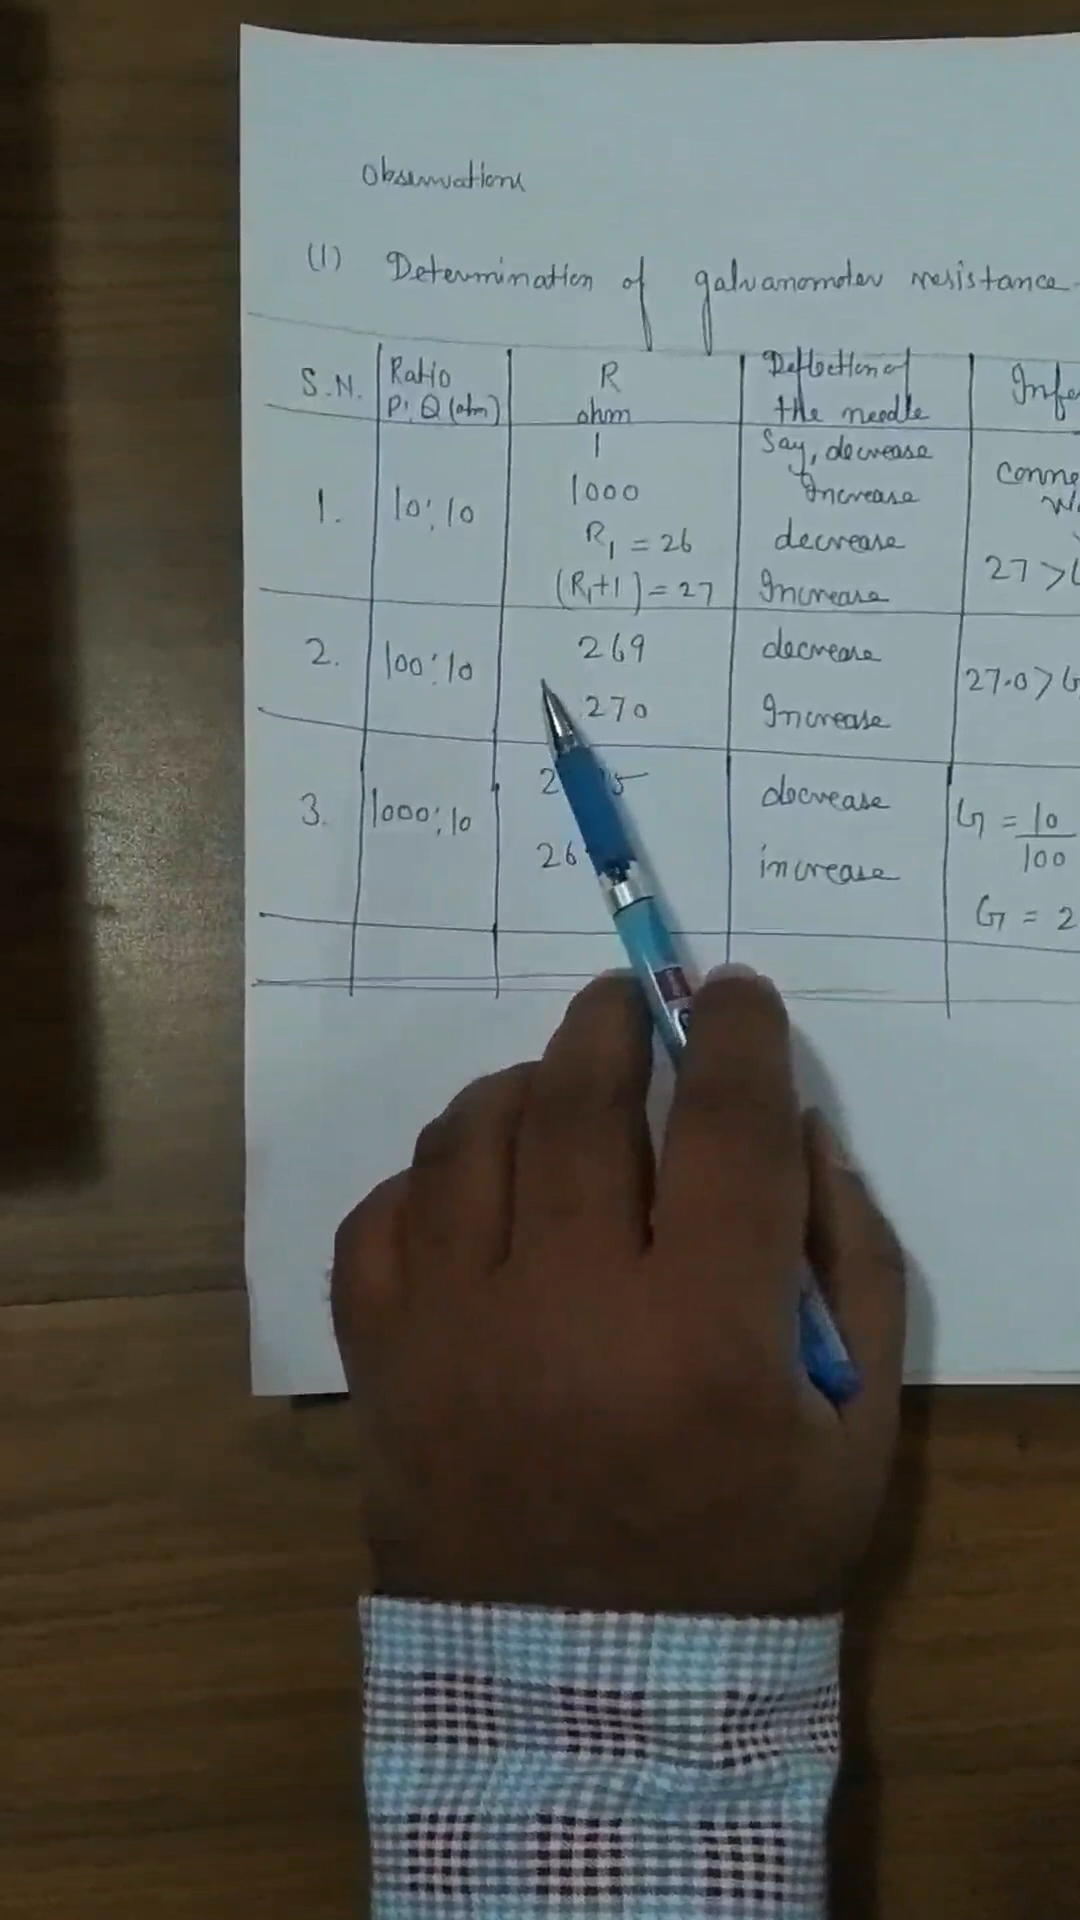 Observations
(1) Determination of galvanometer resistance-
S.N. Ratio P:Q (ohm) R ohm Deflection of the needle
1. 10:10
1 Say, decrease
1000 Increase
R1 = 26 decrease
(R1+1) = 27 Increase 27 >
2. 100:10
269 decrease
270 Increase
27.0 >
3. 1000:10
decrease
increase
G = 10
100
G = 2